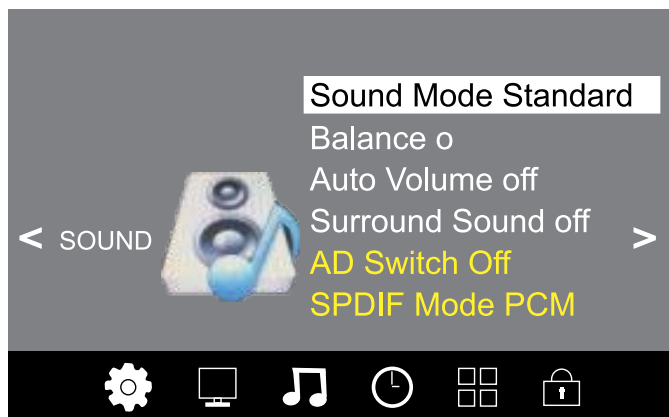 Sound Mode Standard
Balance o
Auto Volume off
Surround Sound off
< SOUND >
AD Switch Off
SPDIF Mode PCM